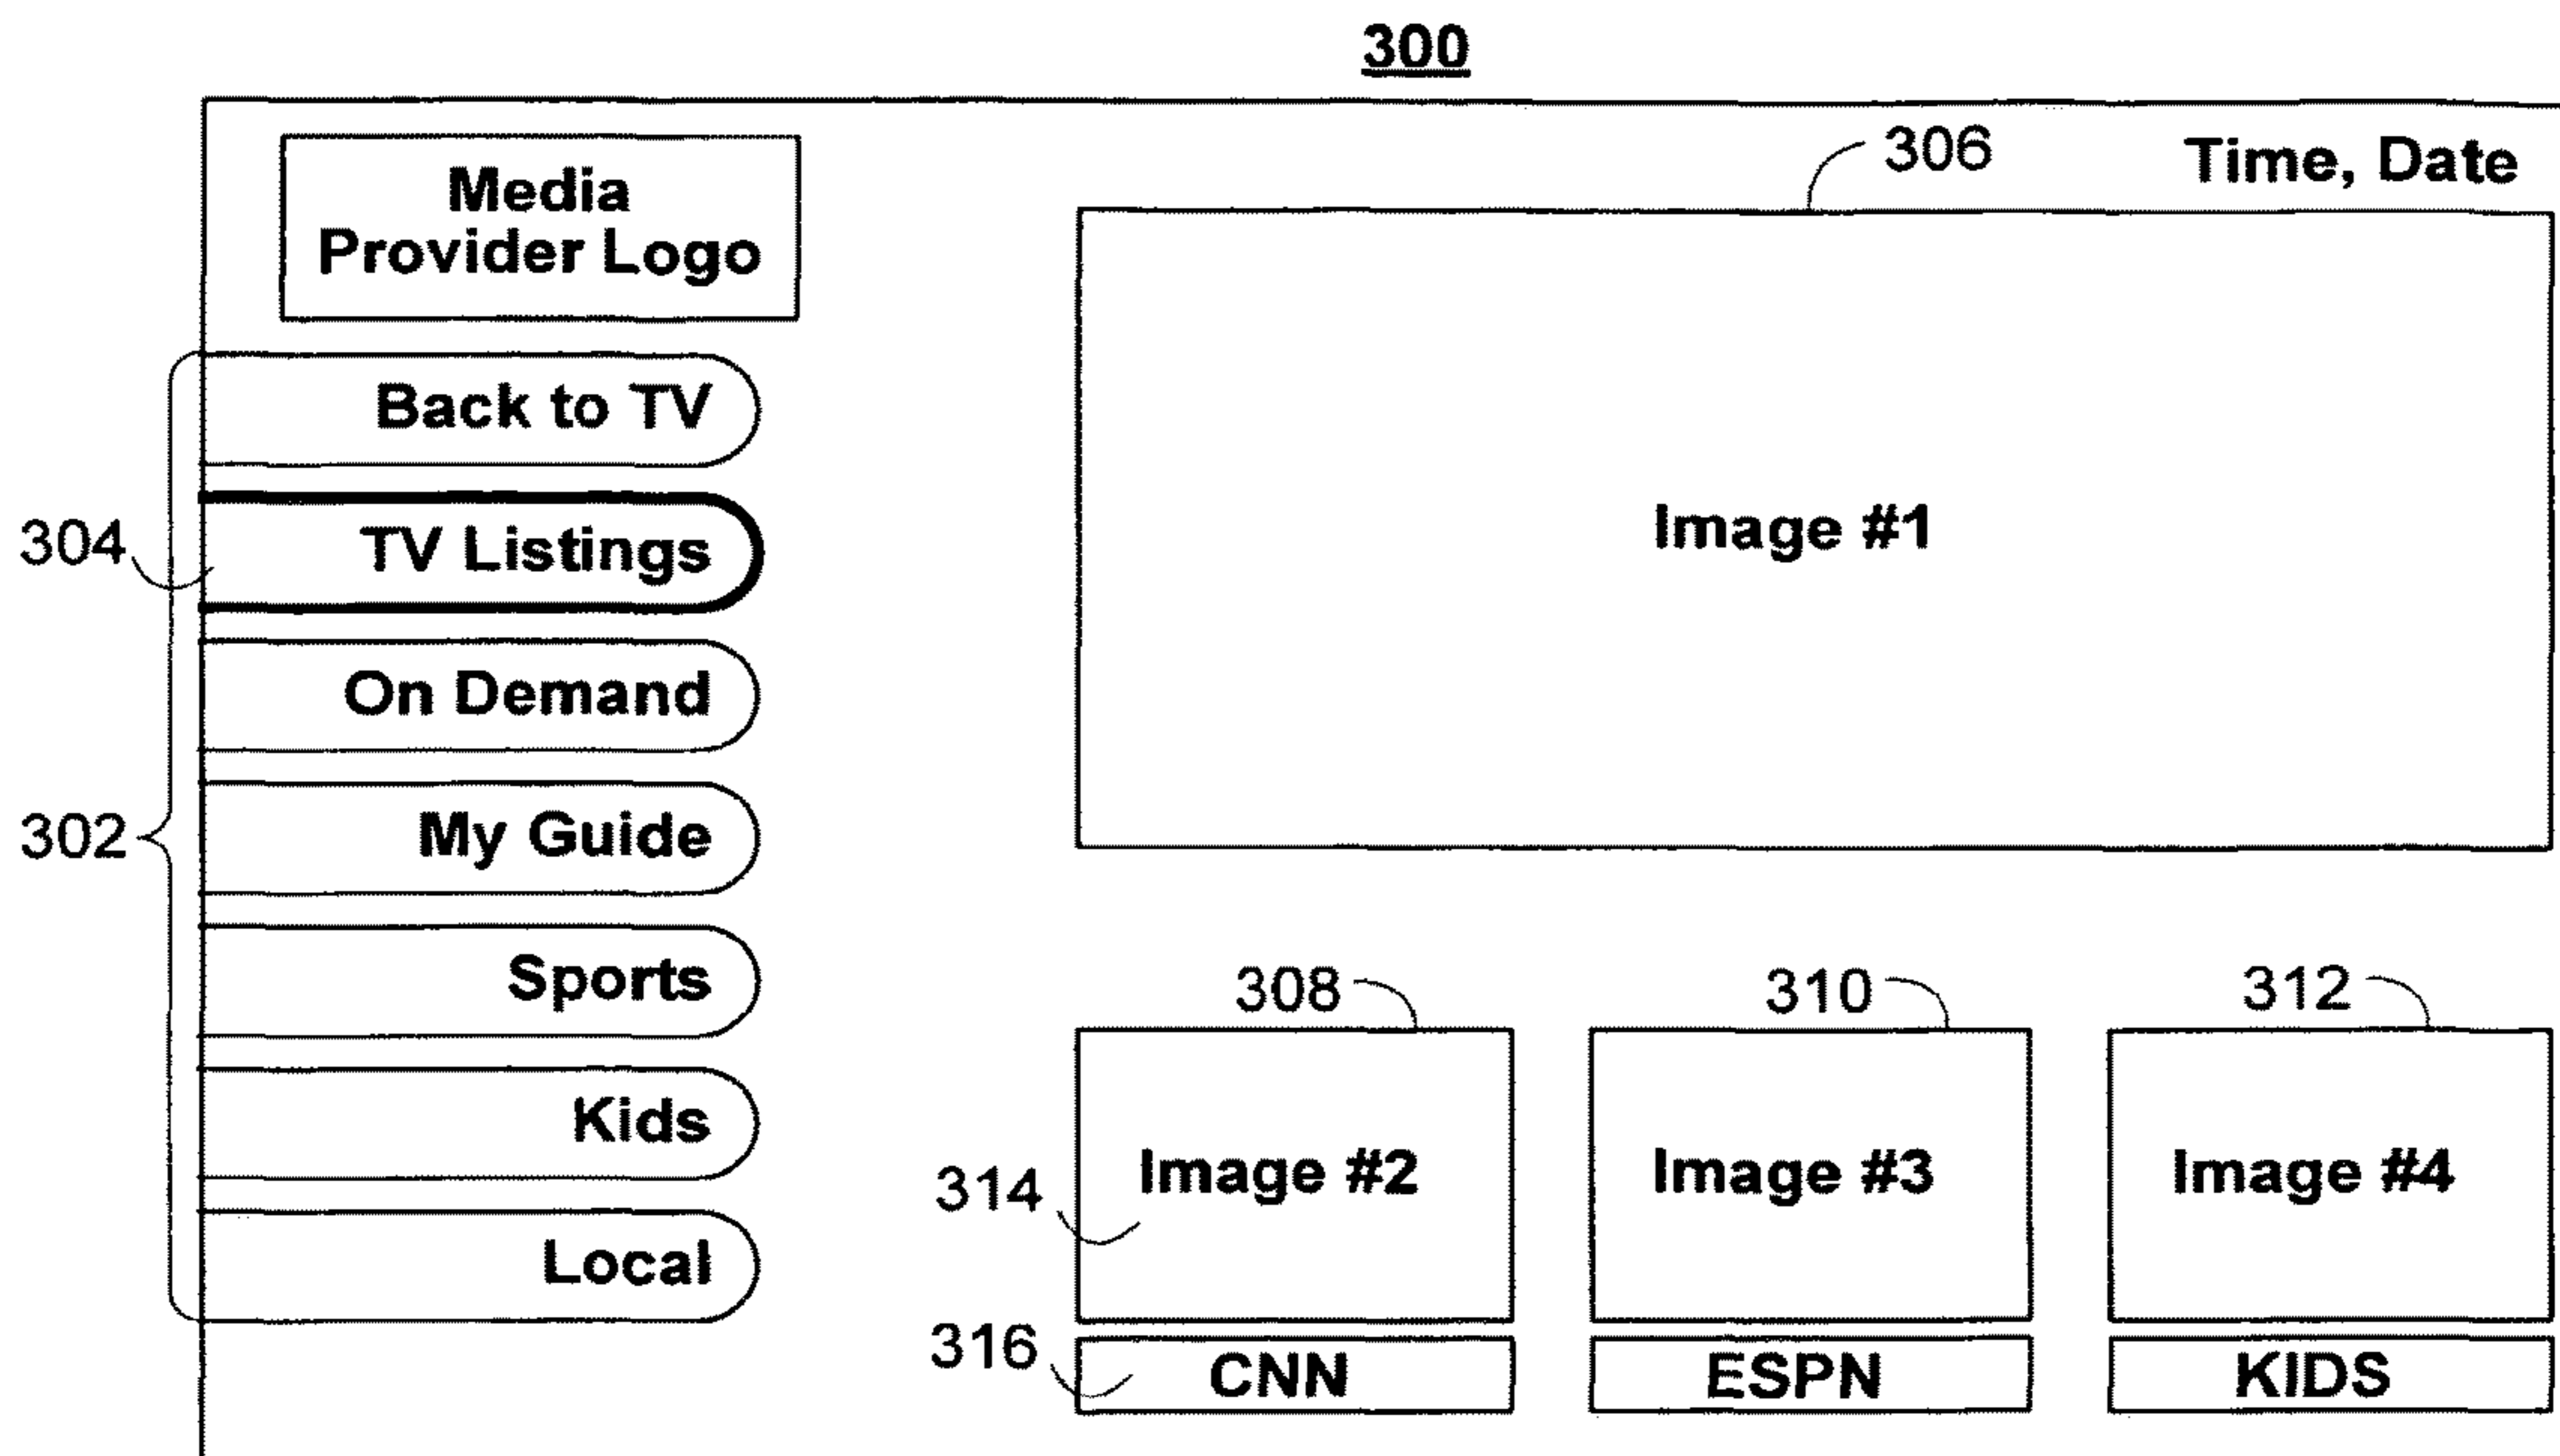 300
306
Time, Date
Media
Provider Logo
Back to TV
304
TV Listings
On Demand
302
My Guide
Sports
Kids
Local
Image #1
308
310
312
314
Image #2
Image #3
Image #4
316
CNN
ESPN
KIDS